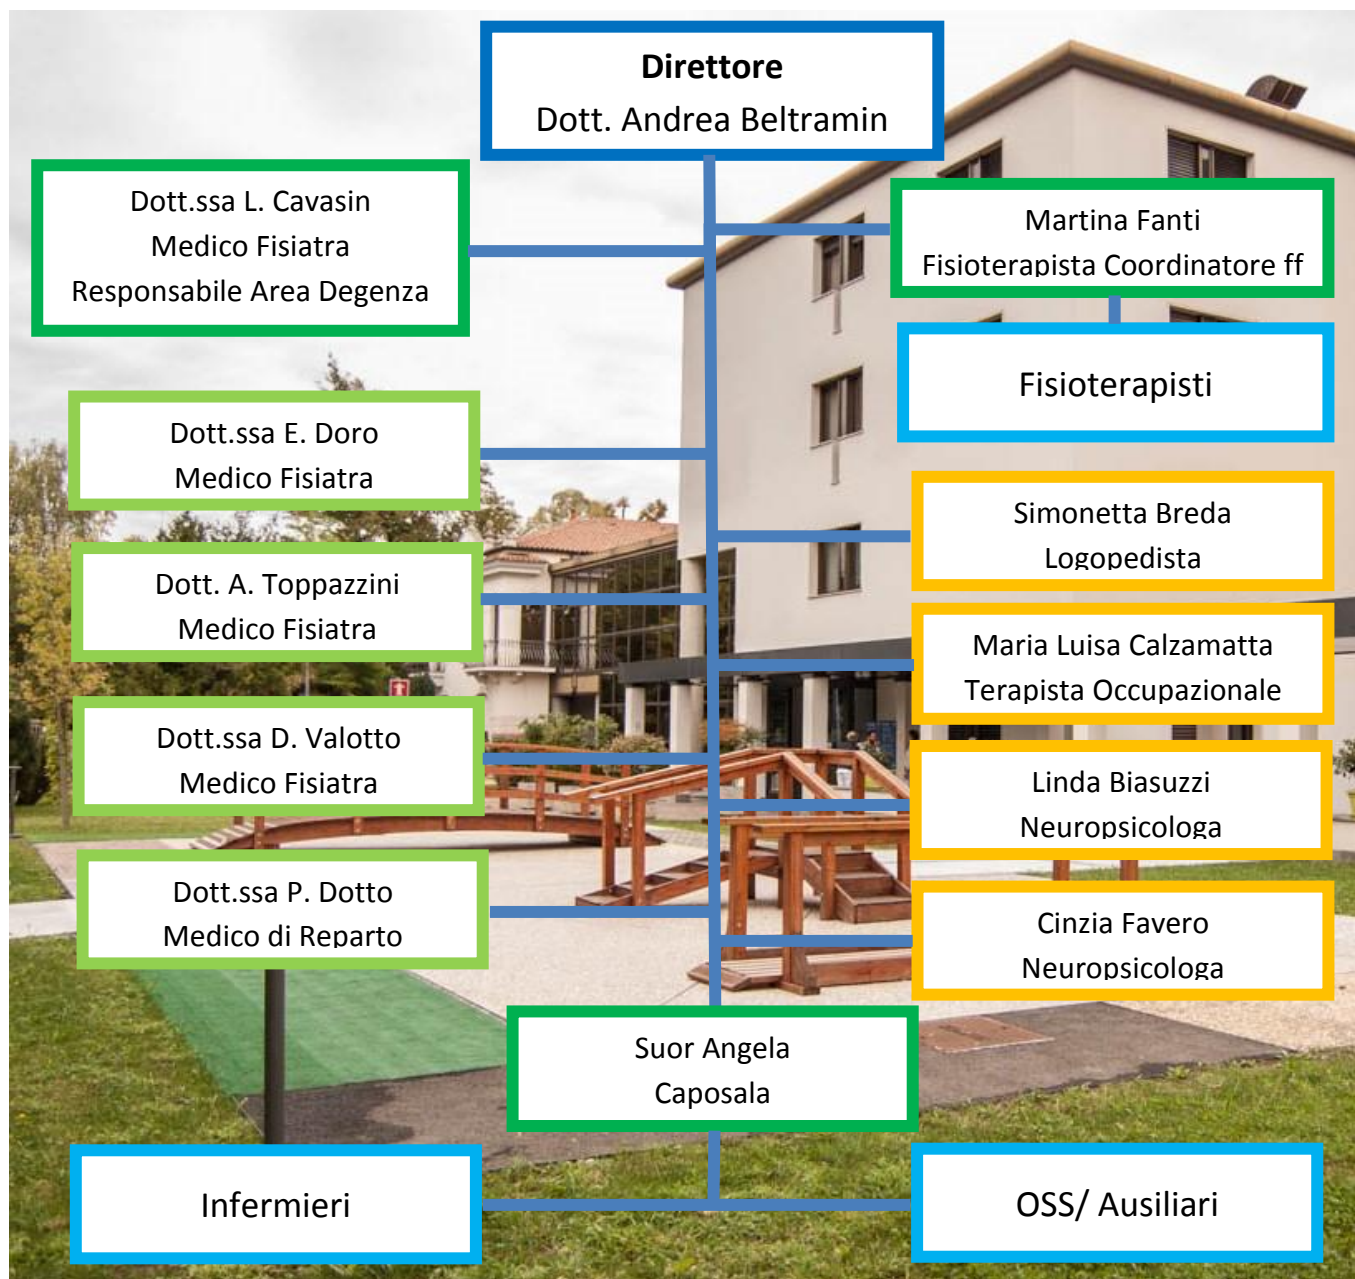 Direttore
Dott. Andrea Beltramin
Dott.ssa L. Cavasin
Medico Fisiatra
Responsabile Area Degenza
Martina Fanti
Fisioterapista Coordinatore ff
Fisioterapisti
Dott.ssa E. Doro
Medico Fisiatra
Simonetta Breda
Logopedista
Dott. A. Toppazzini
Medico Fisiatra
Maria Luisa Calzamatta
Terapista Occupazionale
Dott.ssa D. Valotto
Medico Fisiatra
Linda Biasuzzi
Neuropsicologa
Dott.ssa P. Dotto
Medico di Reparto
Cinzia Favero
Neuropsicologa
Suor Angela
Caposala
Infermieri
OSS/ Ausiliari